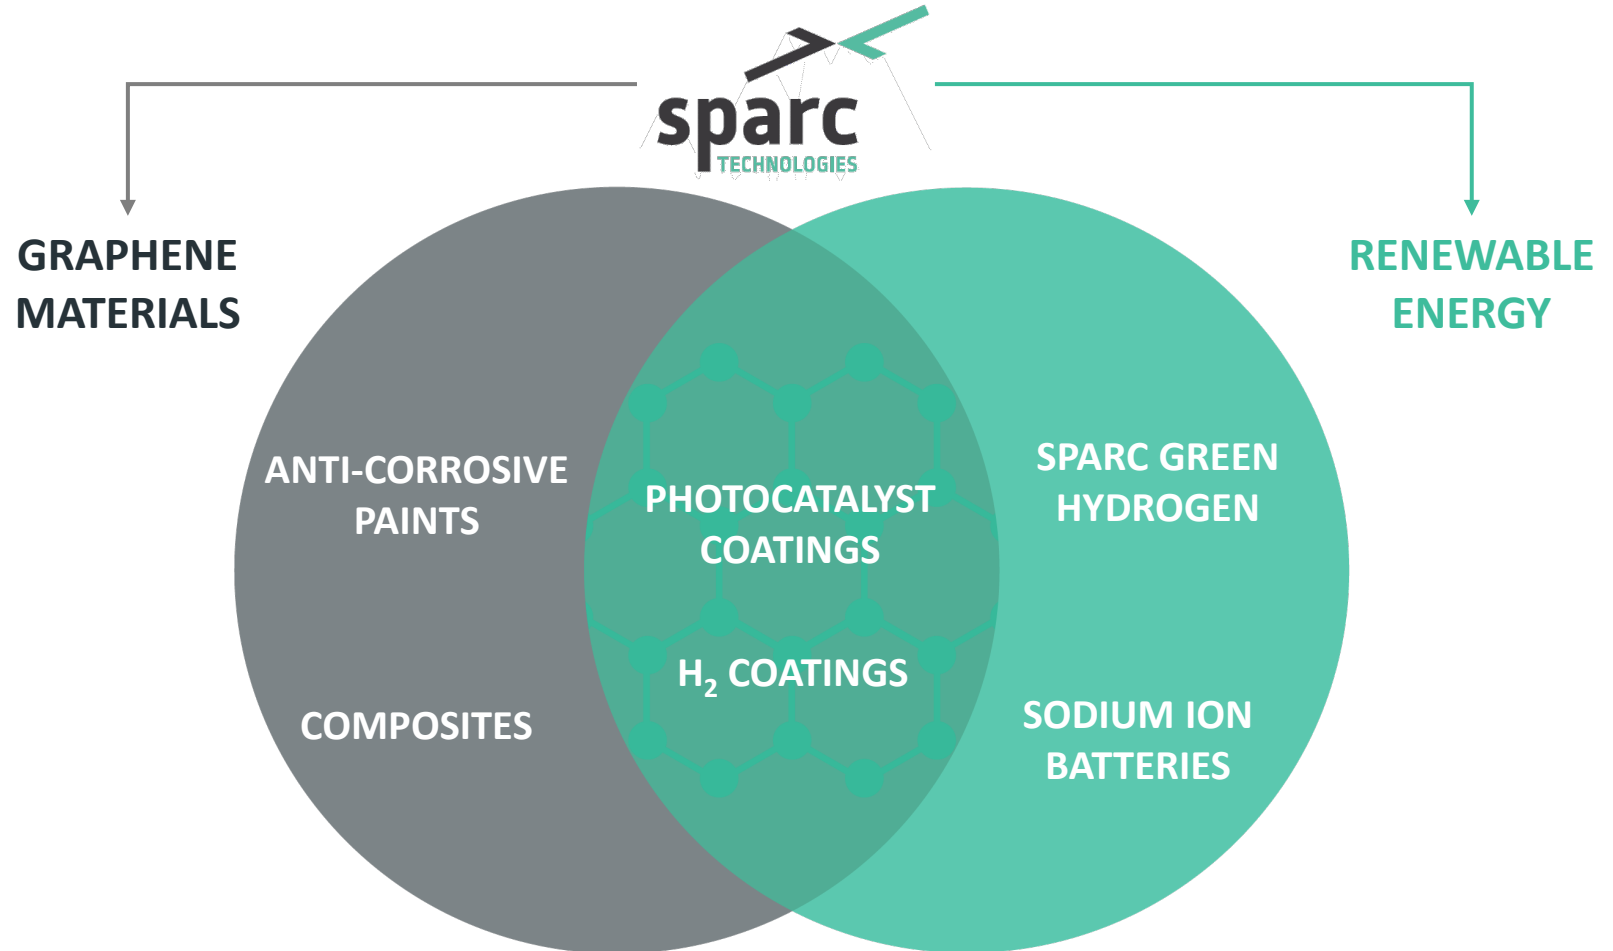 sparc
TECHNOLOGIES
GRAPHENE
MATERIALS
RENEWABLE
ENERGY
ANTI-CORROSIVE
PAINTS
COMPOSITES
PHOTOCATALYST
COATINGS
H₂ COATINGS
SPARC GREEN
HYDROGEN
SODIUM ION
BATTERIES